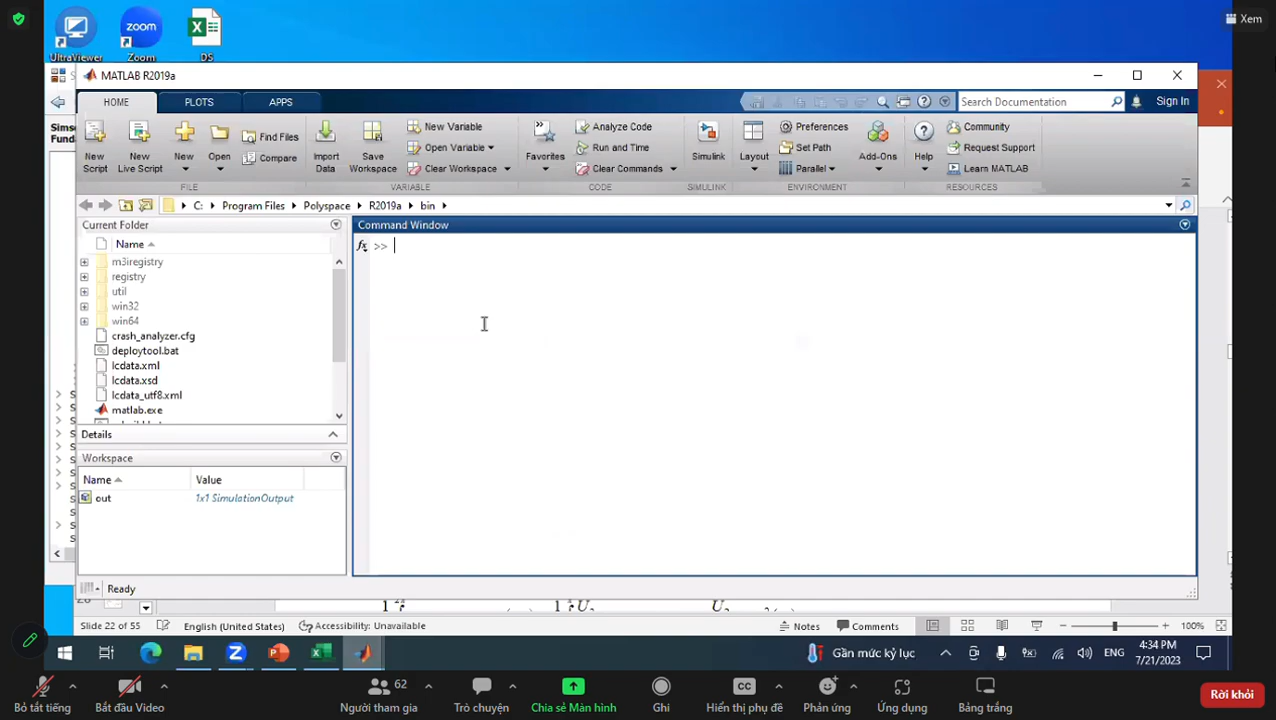 Xem
UltraViewer
zoom
Zoom
DS
MATLAB R2019a
HOME
PLOTS
APPS
Search Documentation
Sign In
New Script
New Live Script
New
Open
Find Files
Compare
Import Data
Save Workspace
New Variable
Open Variable
Clear Workspace
Favorites
Analyze Code
Run and Time
Clear Commands
Simulink
Layout
Preferences
Set Path
Parallel
Add-Ons
Help
Community
Request Support
Learn MATLAB
FILE
VARIABLE
CODE
SIMULINK
ENVIRONMENT
RESOURCES
C: Program Files Polyspace R2019a bin
Current Folder
Name
m3iregistry
registry
util
win32
win64
crash_analyzer.cfg
deploytool.bat
lcdata.xml
lcdata.xsd
lcdata_utf8.xml
matlab.exe
Details
Workspace
Name Value
out 1x1 SimulationOutput
Command Window
fx >>
Ready
Simsc
Funda
Slide 22 of 55
English (United States)
Accessibility: Unavailable
Notes
Comments
100%
Gần mức kỷ lục
ENG
4:34 PM
7/21/2023
Bỏ tắt tiếng
Bắt đầu Video
62
Người tham gia
Trò chuyện
Chia sẻ Màn hình
Ghi
CC
Hiển thị phụ đề
Phản ứng
Ứng dụng
Bảng trắng
Rời khỏi